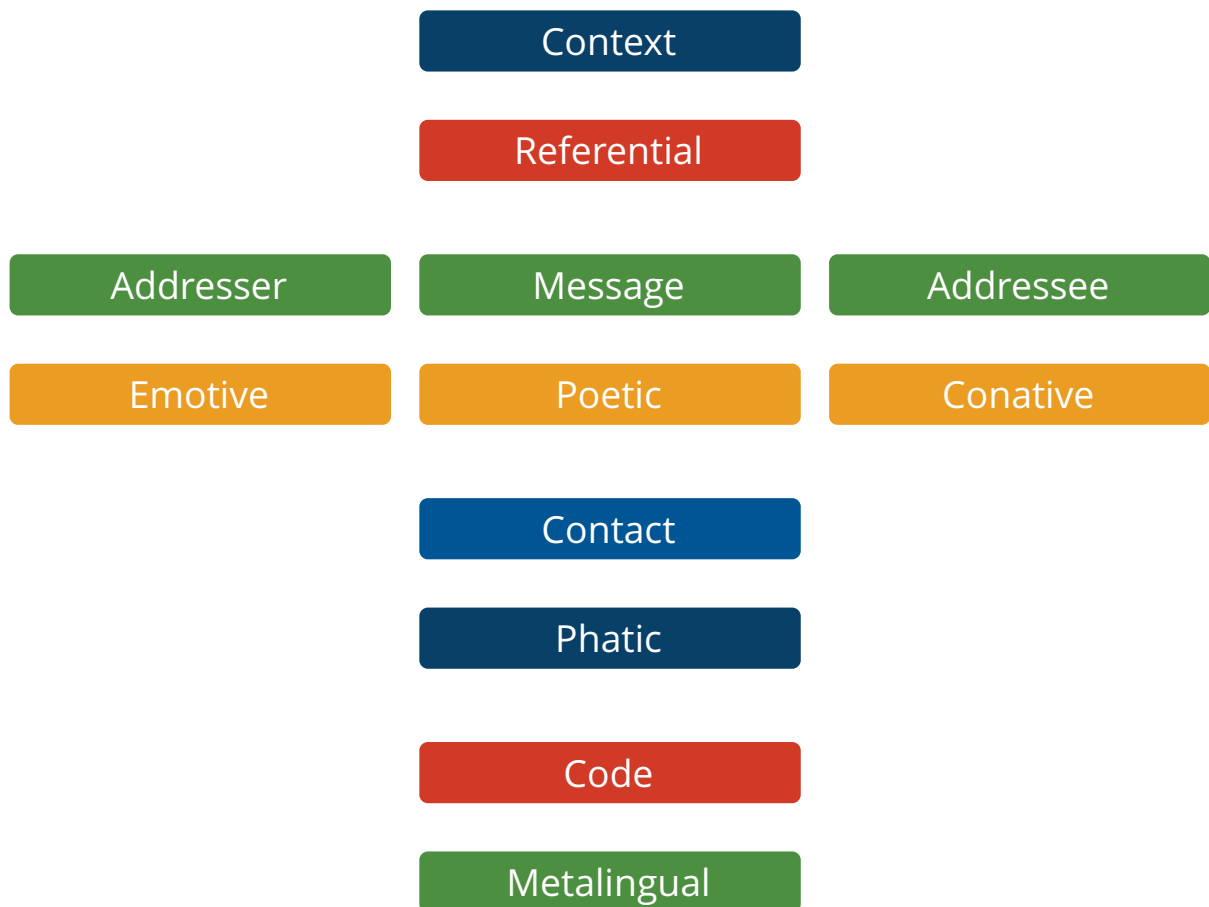 Context
Referential
Addresser Message Addressee
Emotive Poetic Conative
Contact
Phatic
Code
Metalingual